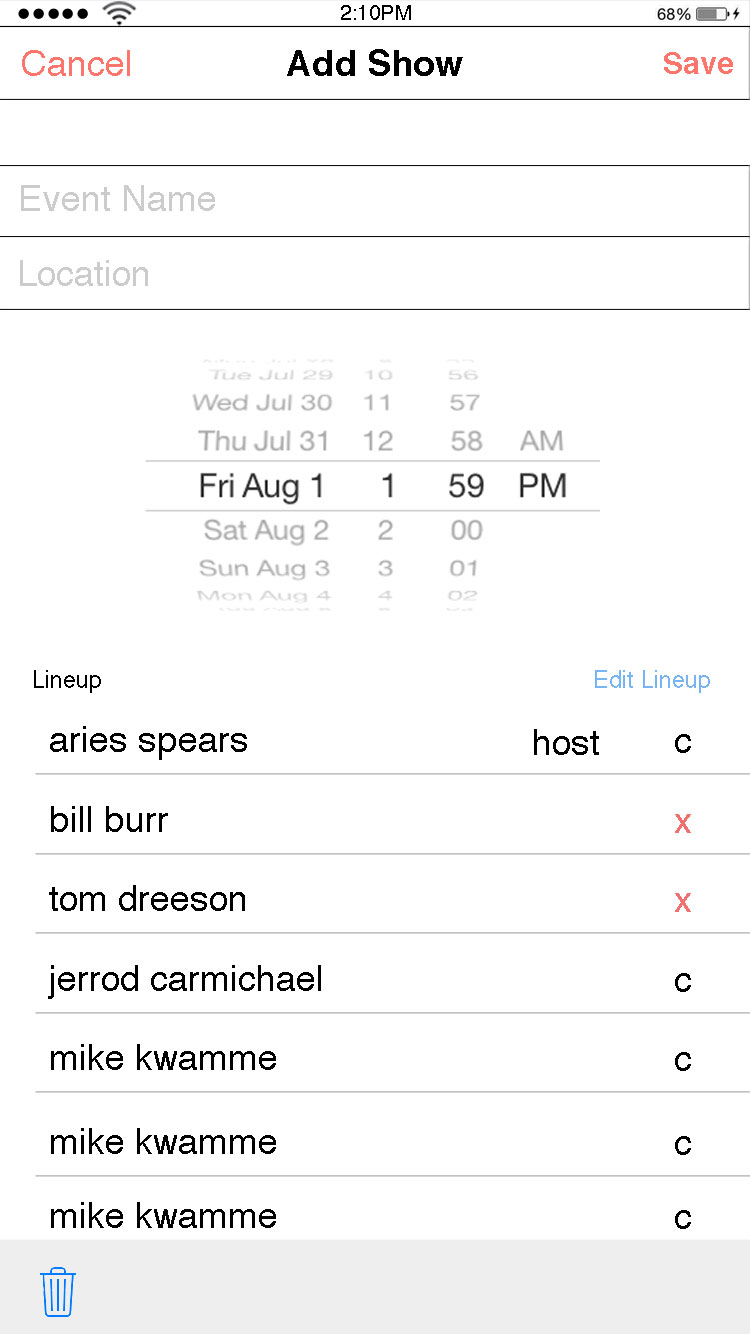 2:10PM 68%
Cancel Add Show Save
Event Name
Location
Tue Jul 29 10 56
Wed Jul 30 11 57
Thu Jul 31 12 58 AM
Fri Aug 1 1 59 PM
Sat Aug 2 2 00
Sun Aug 3 3 01
Mon Aug 4 4 02
Lineup Edit Lineup
aries spears host c
bill burr x
tom dreeson x
jerrod carmichael c
mike kwamme c
mike kwamme c
mike kwamme c